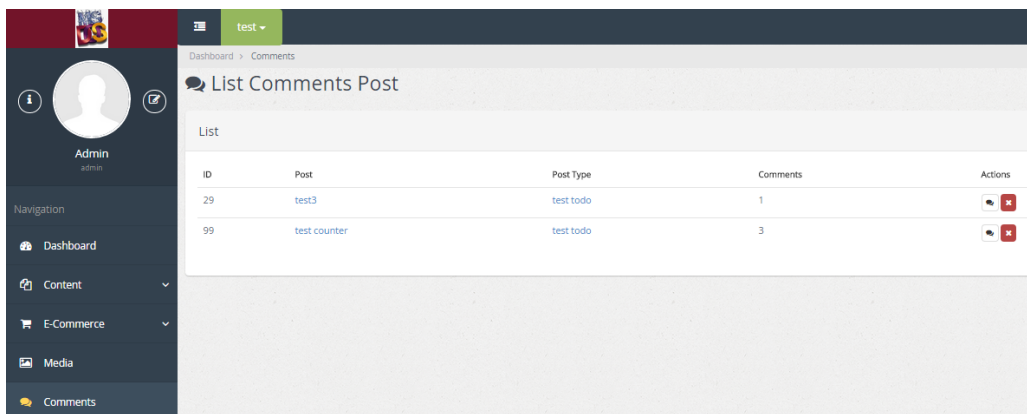 test
Dashboard > Comments
List Comments Post
i
Admin
admin
List
ID Post Post Type Comments Actions
29 test3 test todo 1
99 test counter test todo 3
Navigation
Dashboard
Content
E-Commerce
Media
Comments